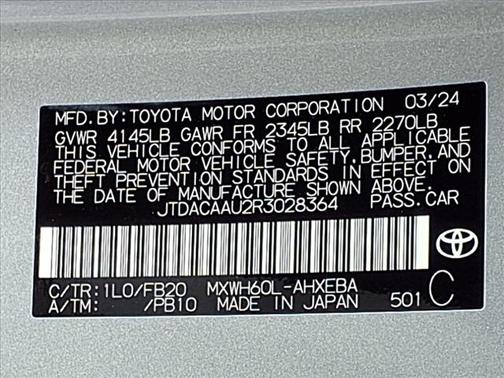 MFD.BY:TOYOTA MOTOR CORPORATION 03/24
GVWR 4145LB GAWR FR 2345LB RR 2270LB
THIS VEHICLE CONFORMS TO ALL APPLICABLE
FEDERAL MOTOR VEHICLE SAFETY,BUMPER,AND
THEFT PREVENTION STANDARDS IN EFFECT ON
THE DATE OF MANUFACTURE SHOWN ABOVE.
JTDACAAU2R3028364 PASS.CAR
C/TR:1L0/FB20 MXWH60L-AHXEBA
A/TM: /PB10 MADE IN JAPAN 501 C